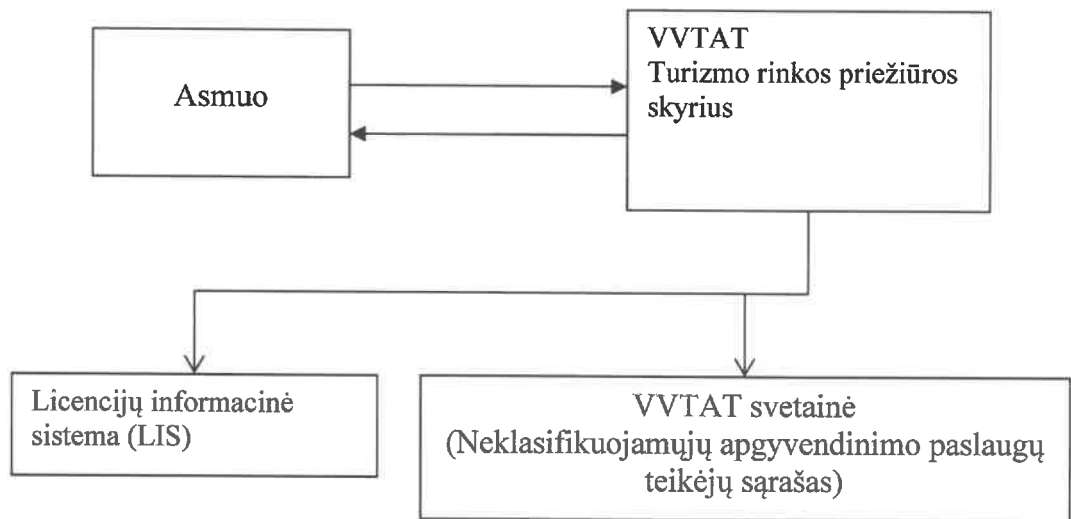 Asmuo
VVTAT
Turizmo rinkos priežiūros
skyrius
Licencijų informacinė
sistema (LIS)
VVTAT svetainė
(Neklasifikuojamųjų apgyvendinimo paslaugų
teikėjų sąrašas)